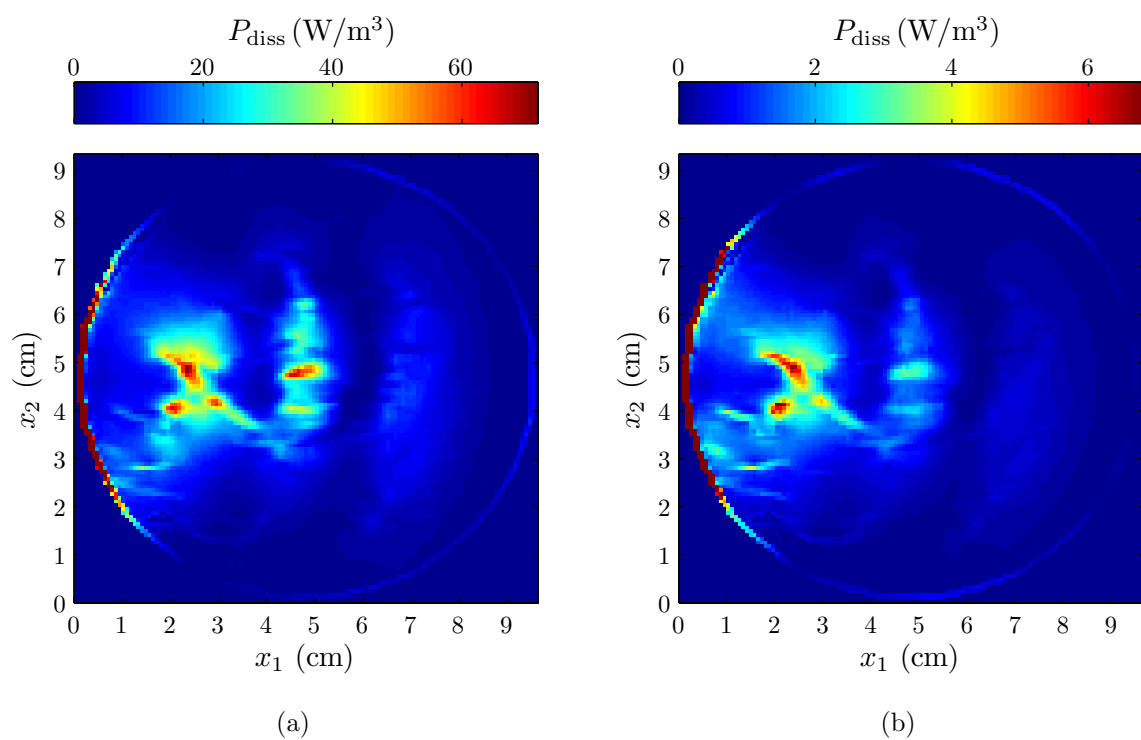 P_diss (W/m³) P_diss (W/m³)
0 20 40 60 0 2 4 6
9 9
8 8
7 7
6 6
5 5
4 4
3 3
2 2
1 1
0 0
x₂ (cm) x₂ (cm)
0 1 2 3 4 5 6 7 8 9 0 1 2 3 4 5 6 7 8 9
x₁ (cm) x₁ (cm)
(a) (b)